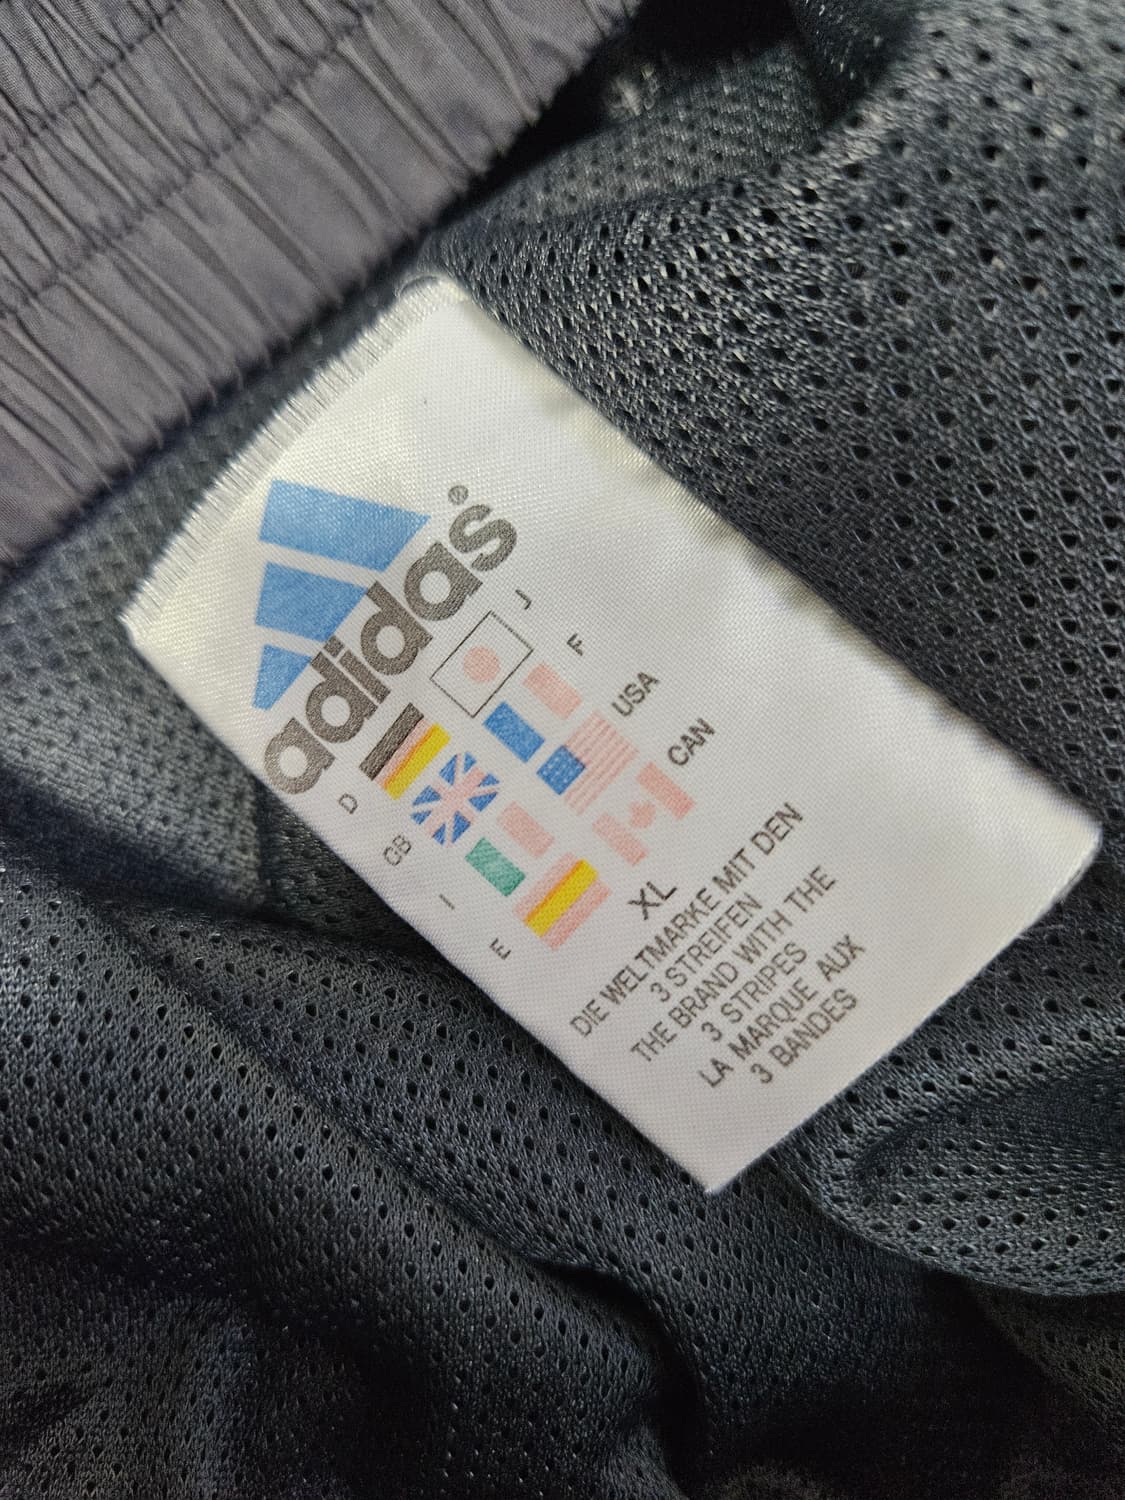 adidas®
D J
GB F
I USA
E CAN
XL
DIE WELTMARKE MIT DEN
3 STREIFEN
THE BRAND WITH THE
3 STRIPES
LA MARQUE AUX
3 BANDES